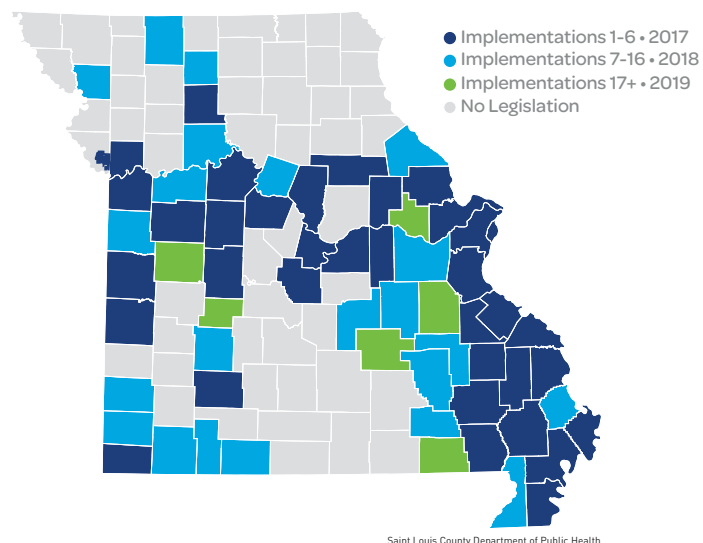 Implementations 1-6 • 2017
Implementations 7-16 • 2018
Implementations 17+ • 2019
No Legislation
Saint Louis County Department of Public Health